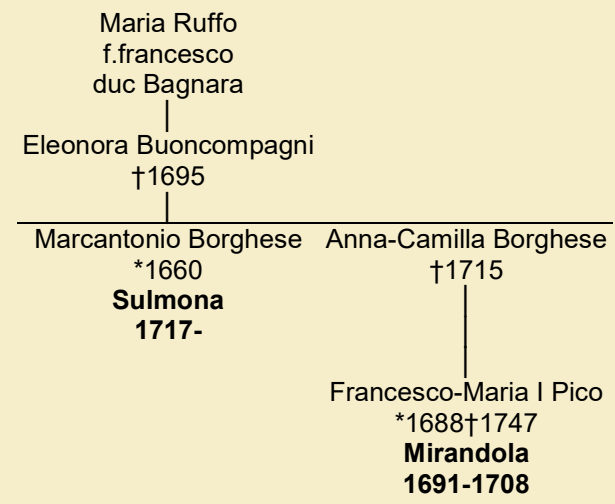 Maria Ruffo
f.francesco
duc Bagnara
Eleonora Buoncompagni
†1695
Marcantonio Borghese
*1660
Sulmona
1717-
Anna-Camilla Borghese
†1715
Francesco-Maria I Pico
*1688†1747
Mirandola
1691-1708